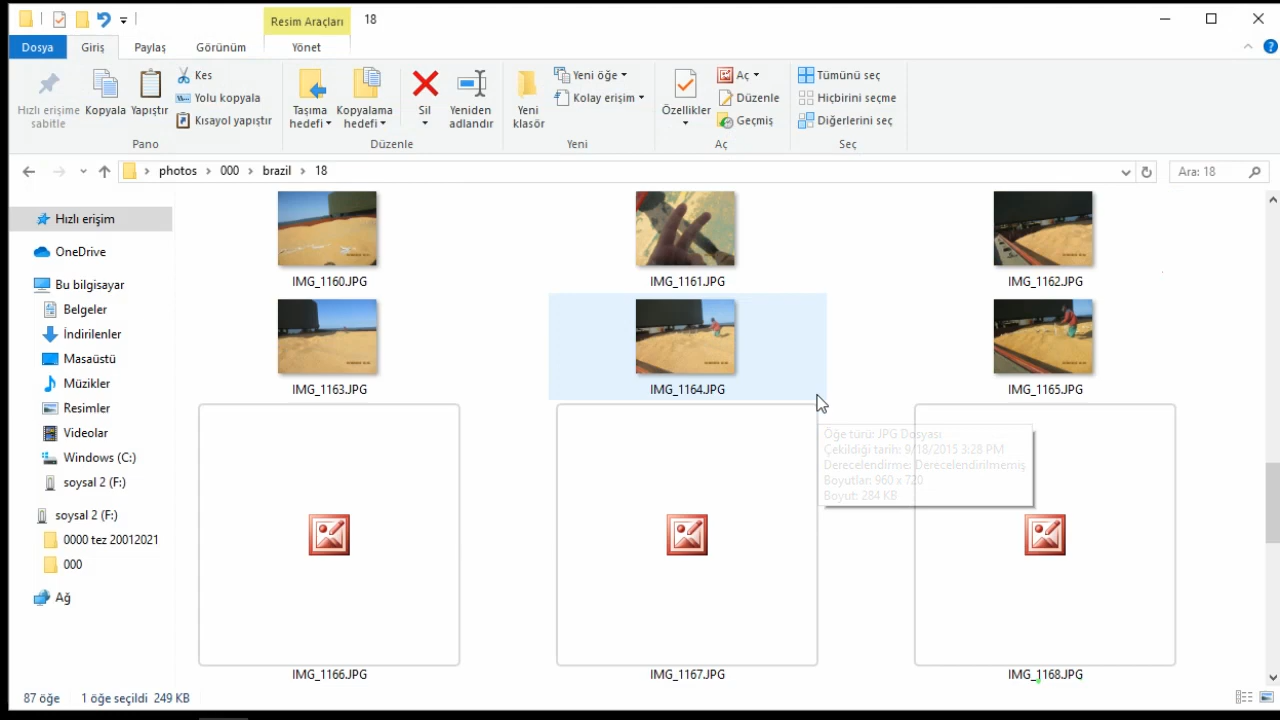 Resim Araçları
18
Dosya
Giriş
Paylaş
Görünüm
Yönet
Hızlı erişime sabitle
Kopyala
Yapıştır
Kes
Yolu kopyala
Kısayol yapıştır
Pano
Taşıma hedefi
Kopyalama hedefi
Sil
Yeniden adlandır
Düzenle
Yeni klasör
Yeni öğe
Kolay erişim
Yeni
Özellikler
Aç
Düzenle
Geçmiş
Aç
Tümünü seç
Hiçbirini seçme
Diğerlerini seç
Seç
photos > 000 > brazil > 18
Ara: 18
Hızlı erişim
OneDrive
Bu bilgisayar
Belgeler
İndirilenler
Masaüstü
Müzikler
Resimler
Videolar
Windows (C:)
soysal 2 (F:)
soysal 2 (F:)
0000 tez 20012021
000
Ağ
IMG_1160.JPG
IMG_1161.JPG
IMG_1162.JPG
IMG_1163.JPG
IMG_1164.JPG
IMG_1165.JPG
Öğe türü: JPG Dosyası
Çekildiği tarih: 9/18/2015 3:28 PM
Derecelendirme: Derecelendirilmemiş
Boyutlar: 960 x 720
Boyut: 284 KB
IMG_1166.JPG
IMG_1167.JPG
IMG_1168.JPG
87 öğe
1 öğe seçildi 249 KB